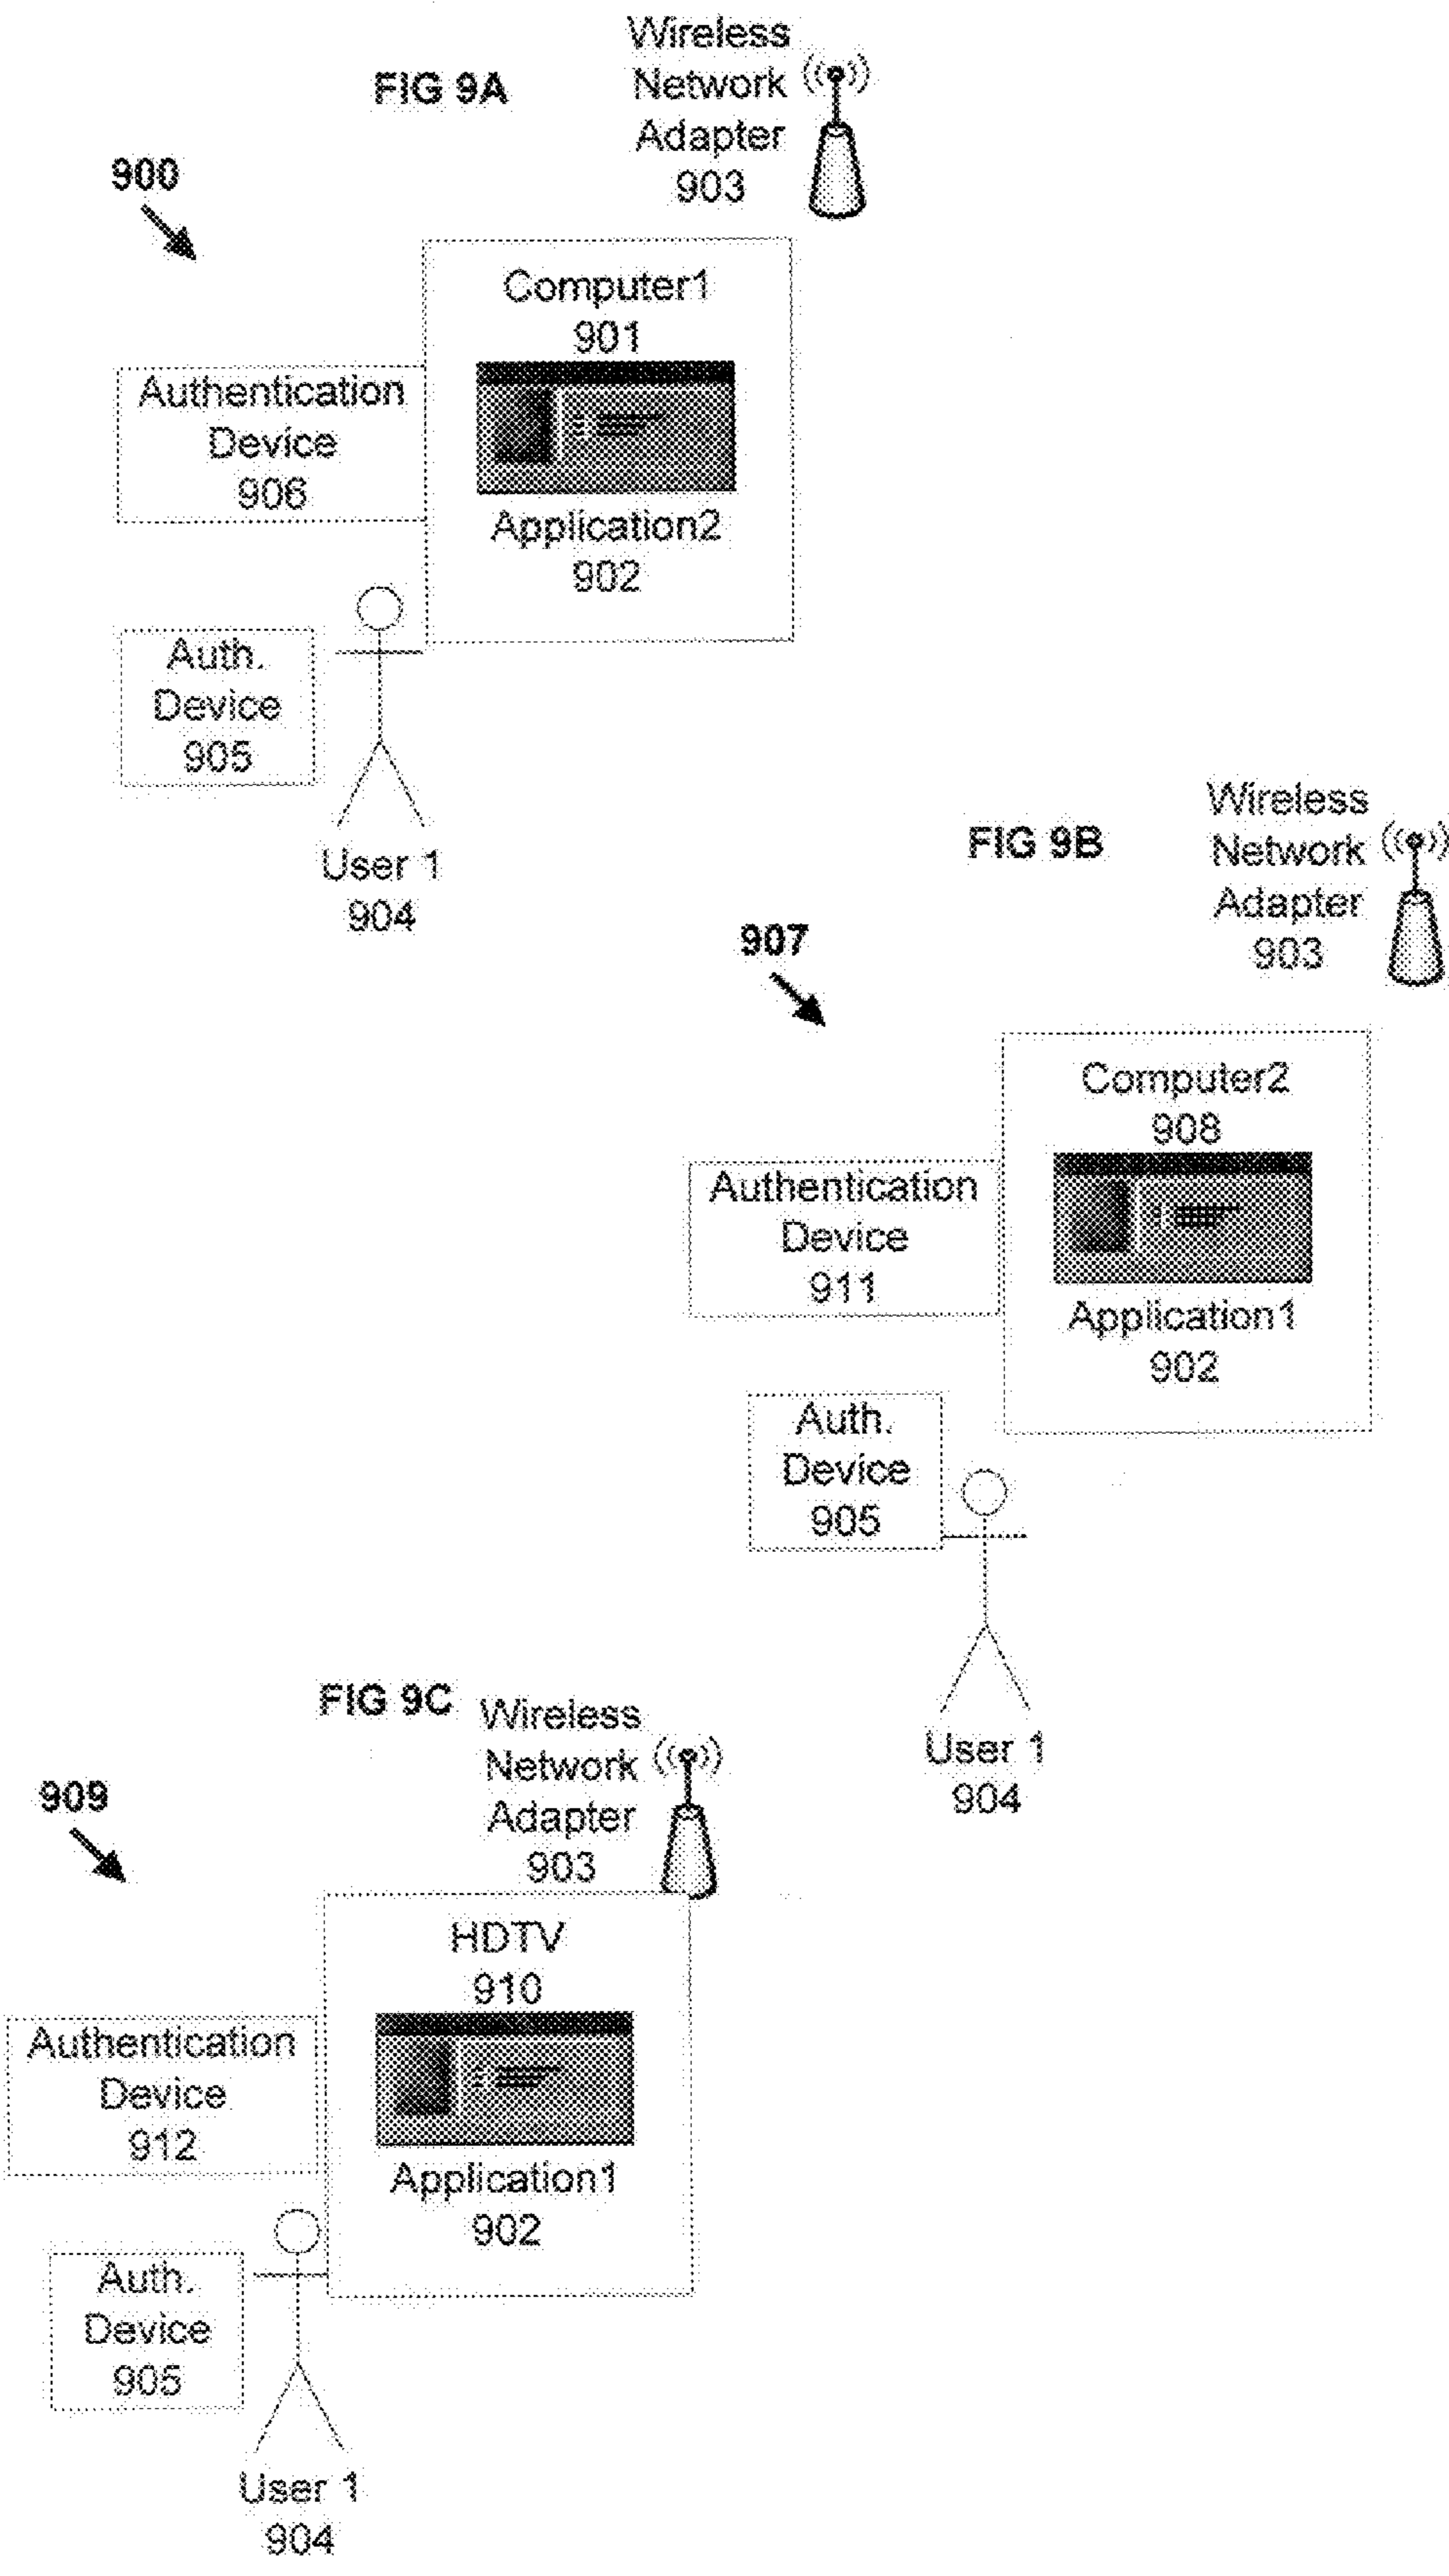 FIG 9A
Wireless
Network
Adapter
903
900
Computer1
901
Authentication
Device
906
Application2
902
Auth.
Device
905
User 1
904
FIG 9B
Wireless
Network
Adapter
903
907
Computer2
908
Authentication
Device
911
Application1
902
Auth.
Device
905
User 1
904
FIG 9C
Wireless
Network
Adapter
903
909
HDTV
910
Authentication
Device
912
Application1
902
Auth.
Device
905
User 1
904